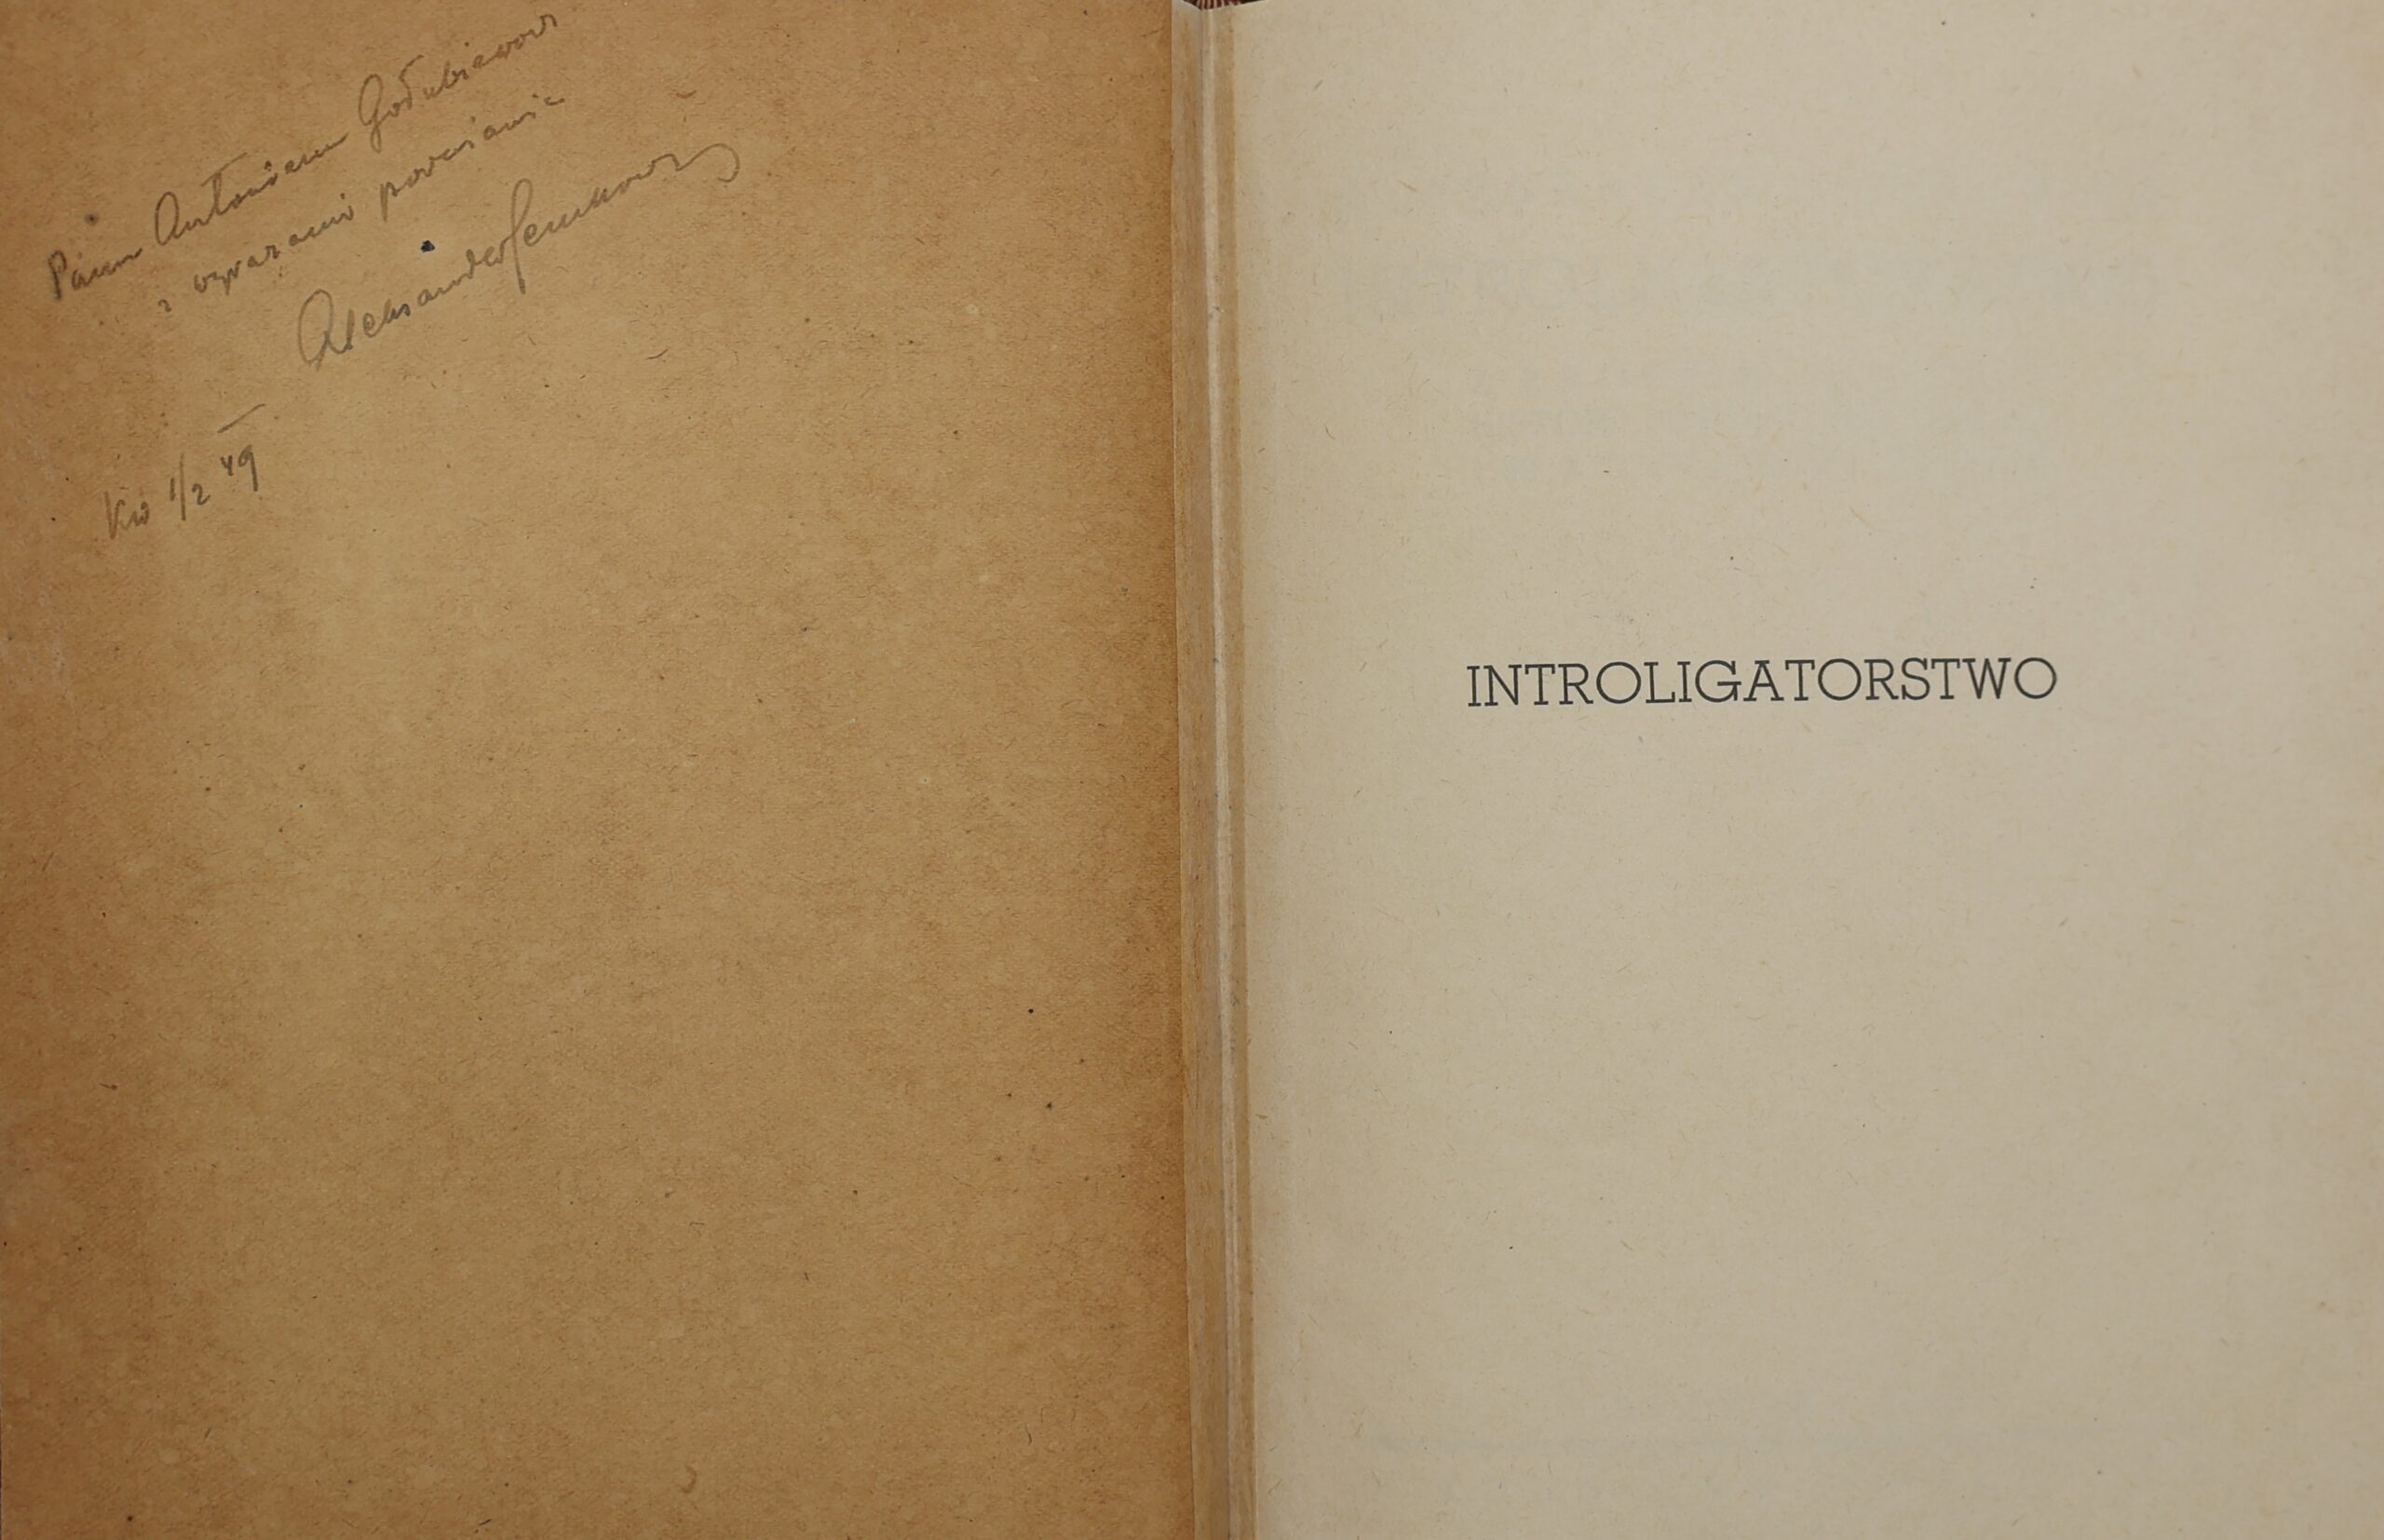 Panu Antoniemu Gołubiewowi
z wyrazami poważania
Aleksander Semkowicz
Kw 1/2 49
INTROLIGATORSTWO